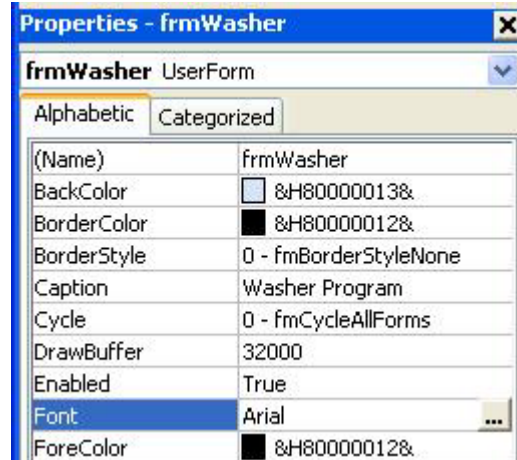 Properties - frmWasher
frmWasher UserForm
Alphabetic Categorized
(Name) frmWasher
BackColor &H80000013&
BorderColor &H80000012&
BorderStyle 0 - fmBorderStyleNone
Caption Washer Program
Cycle 0 - fmCycleAllForms
DrawBuffer 32000
Enabled True
Font Arial ...
ForeColor &H80000012&